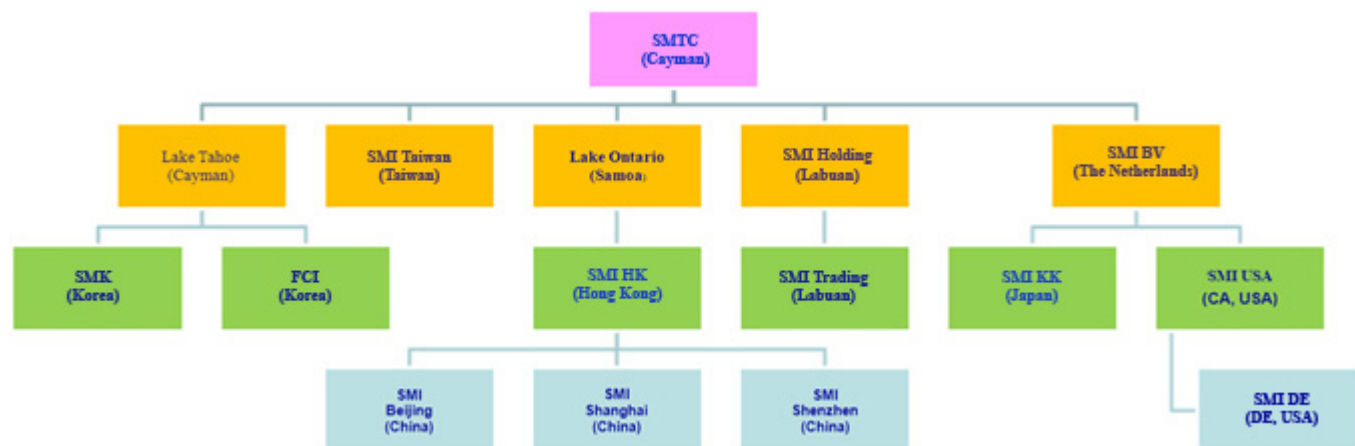 SMTC
(Cayman)
Lake Tahoe
(Cayman)
SMI Taiwan
(Taiwan)
Lake Ontario
(Samoa)
SMI Holding
(Labuan)
SMI BV
(The Netherlands)
SMK
(Korea)
FCI
(Korea)
SMI HK
(Hong Kong)
SMI Trading
(Labuan)
SMI KK
(Japan)
SMI USA
(CA, USA)
SMI
Beijing
(China)
SMI
Shanghai
(China)
SMI
Shenzhen
(China)
SMI DE
(DE, USA)